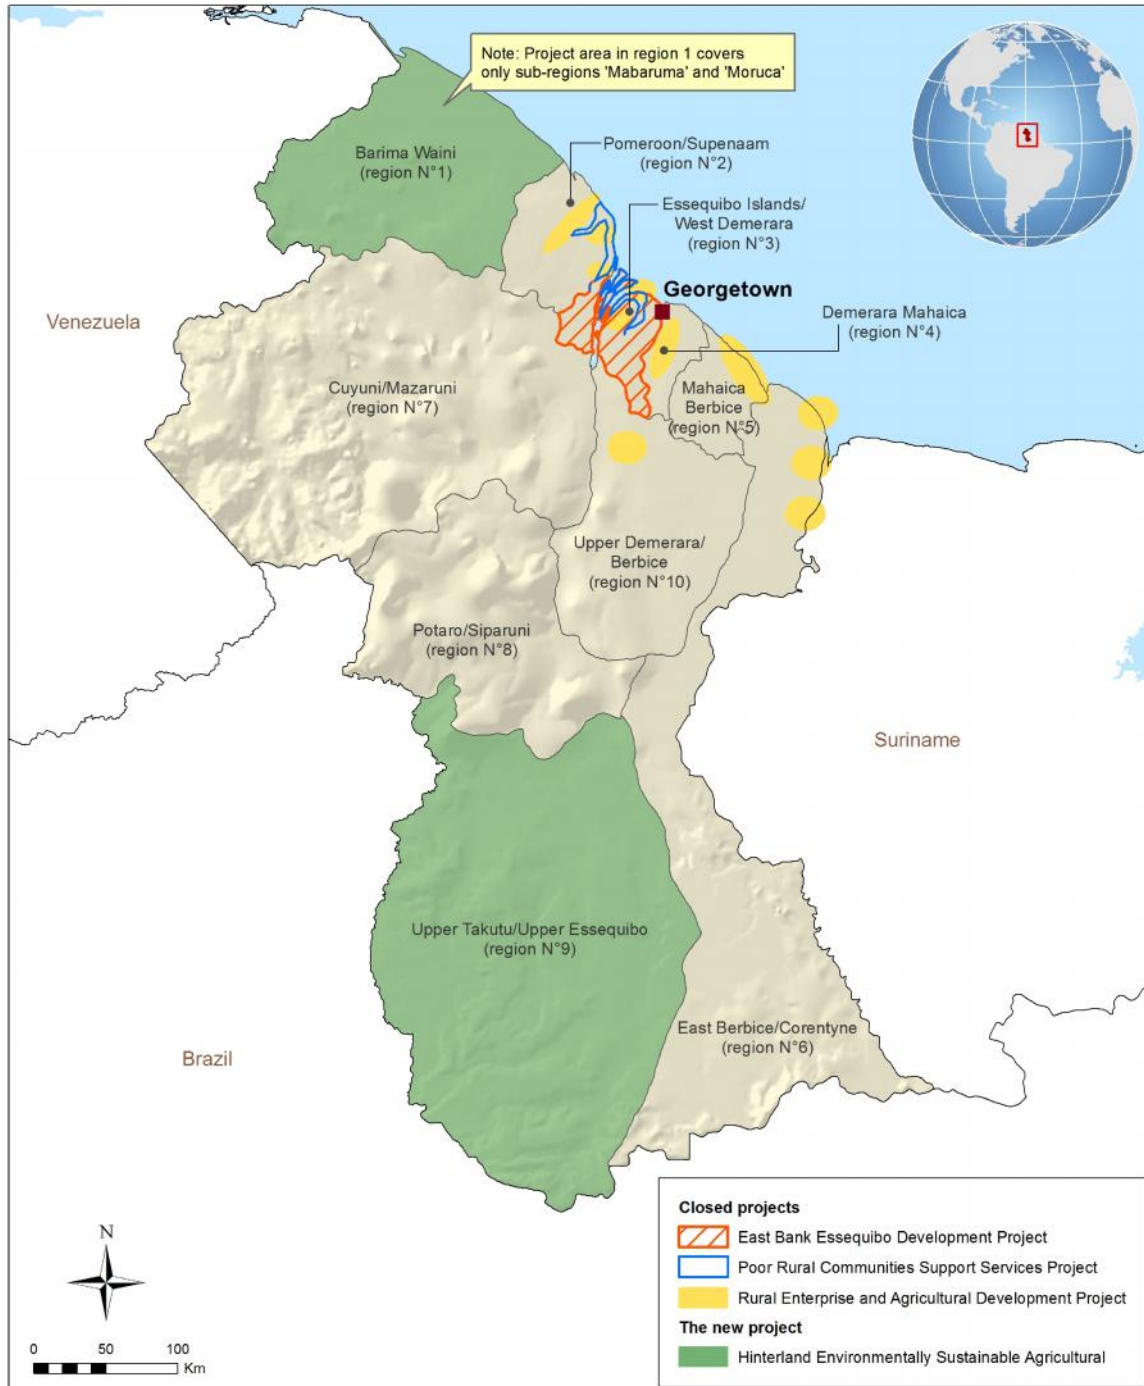 Note: Project area in region 1 covers
only sub-regions 'Mabaruma' and 'Moruca'
Barima Waini
(region N°1)
Pomeroon/Supenaam
(region N°2)
Essequibo Islands/
West Demerara
(region N°3)
Georgetown
Venezuela
Demerara Mahaica
(region N°4)
Cuyuni/Mazaruni
(region N°7)
Mahaica
Berbice
(region N°5)
Upper Demerara/
Berbice
(region N°10)
Potaro/Siparuni
(region N°8)
Suriname
Upper Takutu/Upper Essequibo
(region N°9)
East Berbice/Corentyne
(region N°6)
Brazil
Closed projects
East Bank Essequibo Development Project
Poor Rural Communities Support Services Project
Rural Enterprise and Agricultural Development Project
The new project
Hinterland Environmentally Sustainable Agricultural
N
0 50 100
Km